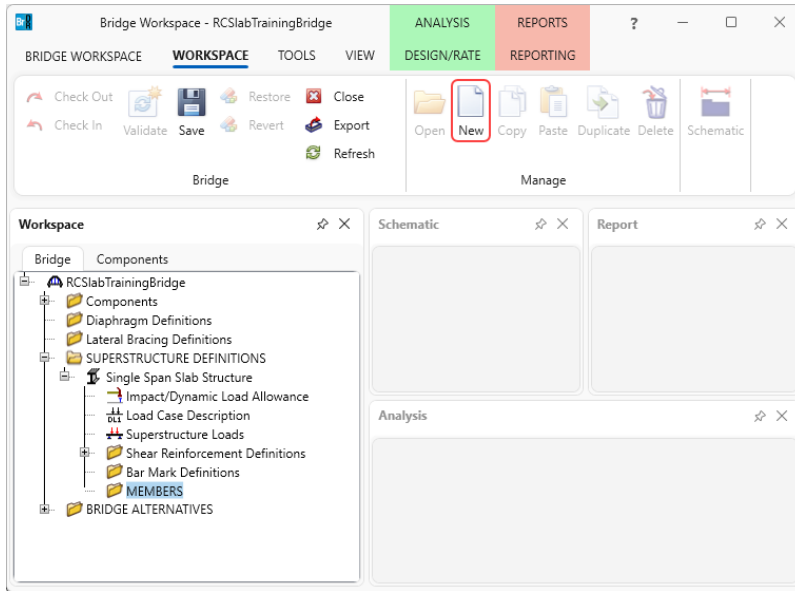 Br Bridge Workspace - RCSlabTrainingBridge ANALYSIS REPORTS ?
BRIDGE WORKSPACE WORKSPACE TOOLS VIEW DESIGN/RATE REPORTING
Check Out Restore Close
Check In Validate Save Revert Export Open New Copy Paste Duplicate Delete Schematic
Refresh
Bridge Manage
Workspace Schematic Report
Bridge Components
RCSlabTrainingBridge
Components
Diaphragm Definitions
Lateral Bracing Definitions
SUPERSTRUCTURE DEFINITIONS
Single Span Slab Structure
Impact/Dynamic Load Allowance
DL1 Load Case Description
Analysis
Superstructure Loads
Shear Reinforcement Definitions
Bar Mark Definitions
MEMBERS
BRIDGE ALTERNATIVES